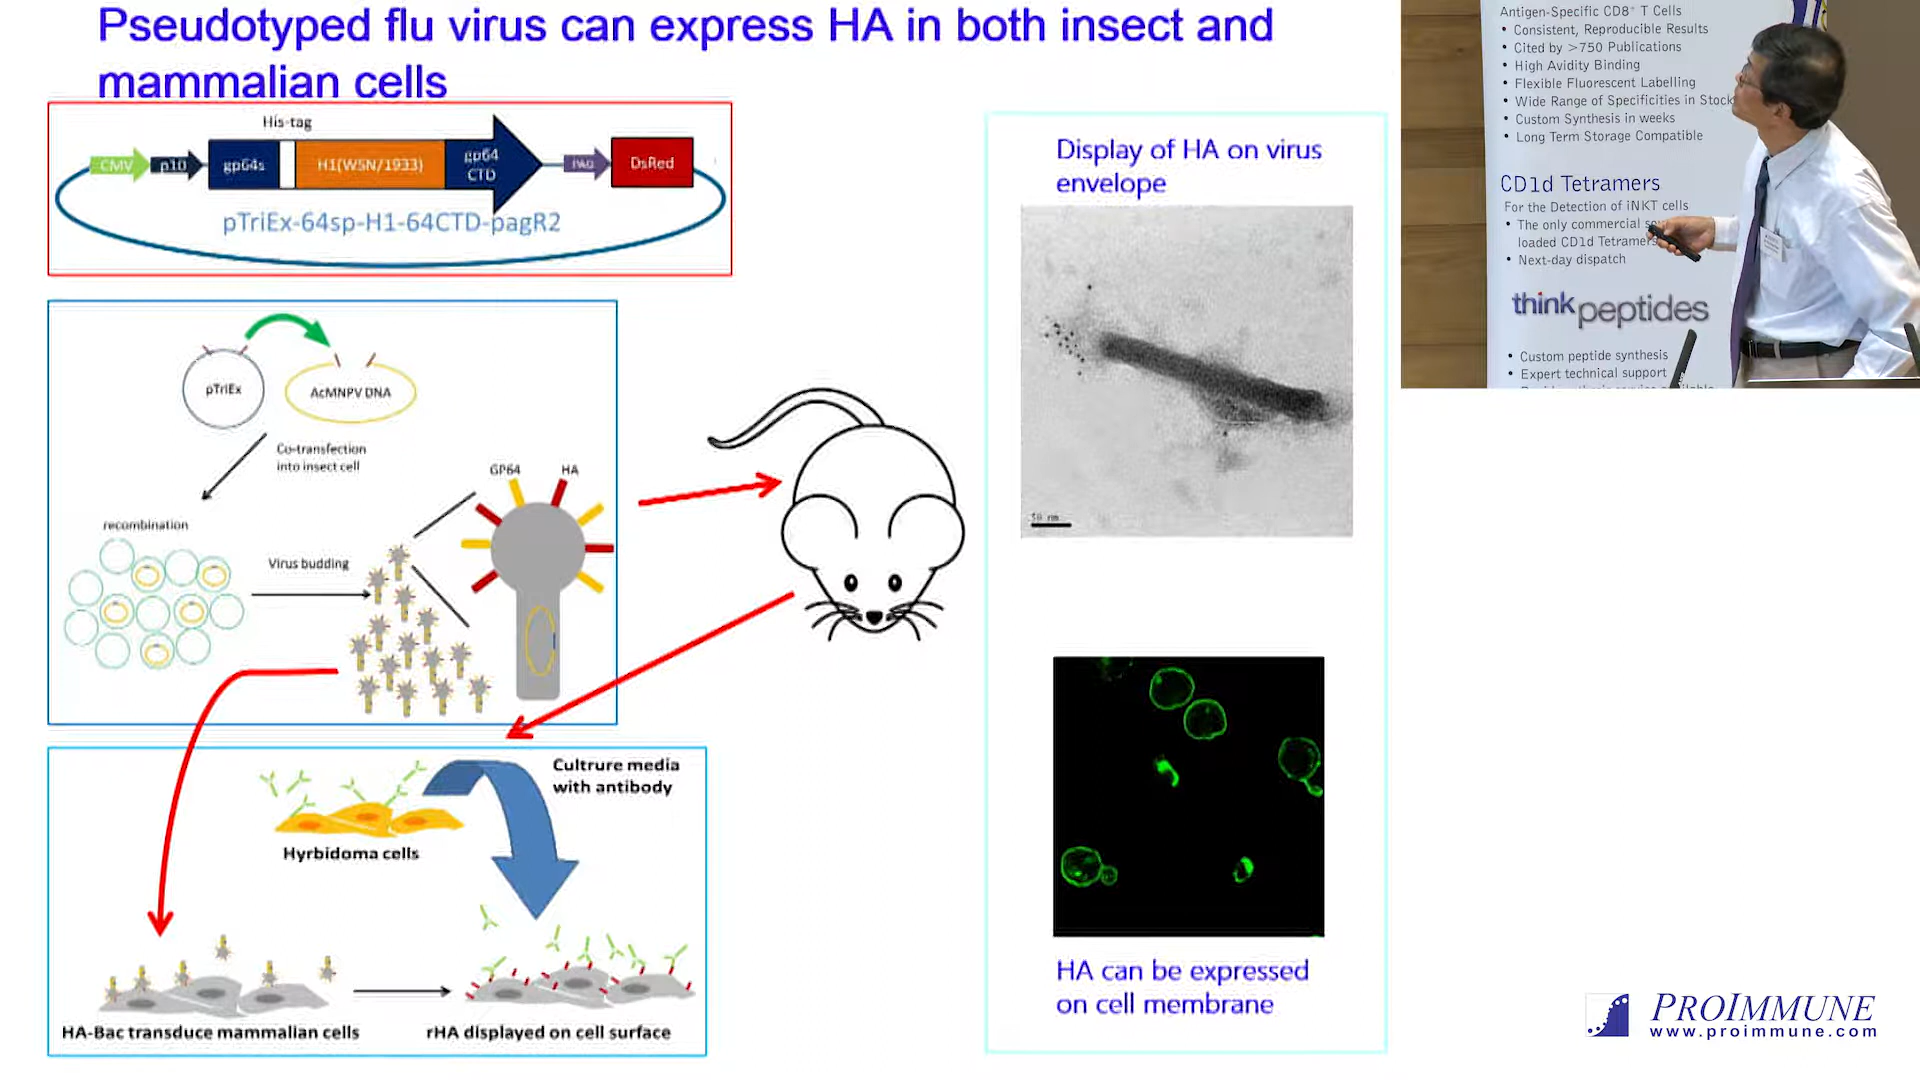 Pseudotyped flu virus can express HA in both insect and
mammalian cells
His-tag
CMV
p10
gp64s
H1(WSN/1933)
gp64
CTD
PAG
DsRed
pTriEx-64sp-H1-64CTD-pagR2
pTriEx
AcMNPV DNA
Co-transfection
into insect cell
recombination
Virus budding
GP64
HA
Cultrure media
with antibody
Hyrbidoma cells
HA-Bac transduce mammalian cells
rHA displayed on cell surface
Display of HA on virus
envelope
50 nm
HA can be expressed
on cell membrane
Antigen-Specific CD8+ T Cells
• Consistent, Reproducible Results
• Cited by >750 Publications
• High Avidity Binding
• Flexible Fluorescent Labelling
• Wide Range of Specificities in Stock
• Custom Synthesis in weeks
• Long Term Storage Compatible
CD1d Tetramers
For the Detection of iNKT cells
• The only commercial
loaded CD1d Tetramers
• Next-day dispatch
think peptides
• Custom peptide synthesis
• Expert technical support
PROIMMUNE
www.proimmune.com